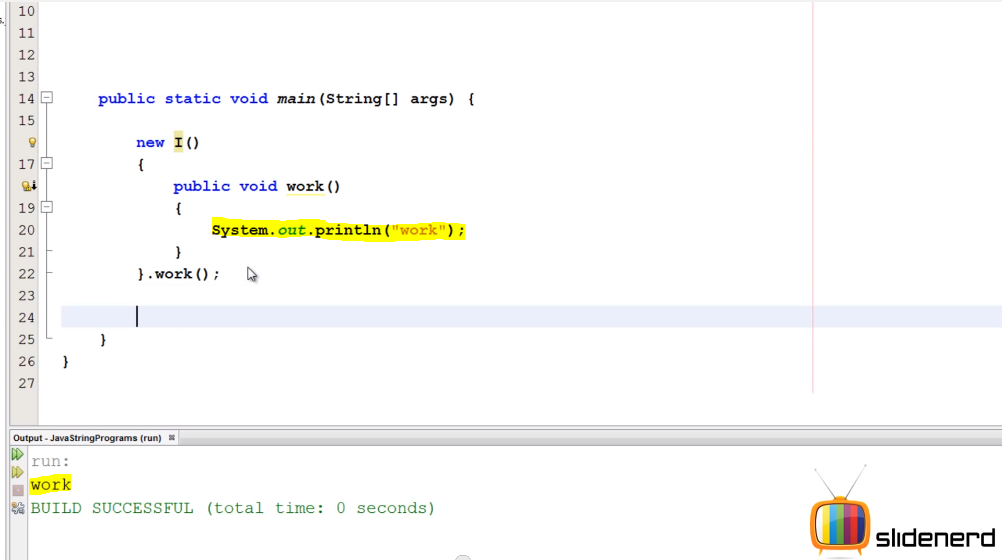 10
11
12
13
14 public static void main(String[] args) {
15
new I()
17 {
public void work()
19 {
20 System.out.println("work");
21 }
22 }.work();
23
24
25 }
26 }
27
Output - JavaStringPrograms (run)
run:
work
BUILD SUCCESSFUL (total time: 0 seconds)
slidenerd